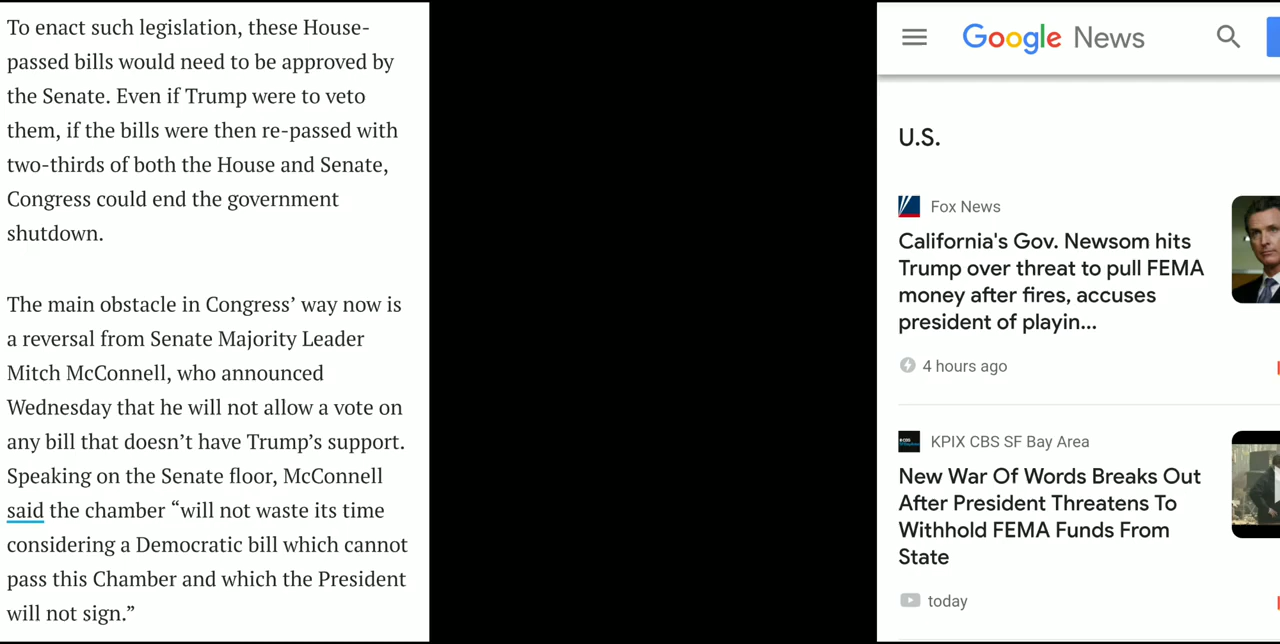 To enact such legislation, these House-
passed bills would need to be approved by
the Senate. Even if Trump were to veto
them, if the bills were then re-passed with
two-thirds of both the House and Senate,
Congress could end the government
shutdown.
The main obstacle in Congress’ way now is
a reversal from Senate Majority Leader
Mitch McConnell, who announced
Wednesday that he will not allow a vote on
any bill that doesn’t have Trump’s support.
Speaking on the Senate floor, McConnell
said the chamber “will not waste its time
considering a Democratic bill which cannot
pass this Chamber and which the President
will not sign.”
Google News
U.S.
Fox News
California's Gov. Newsom hits
Trump over threat to pull FEMA
money after fires, accuses
president of playin...
4 hours ago
KPIX CBS SF Bay Area
New War Of Words Breaks Out
After President Threatens To
Withhold FEMA Funds From
State
today